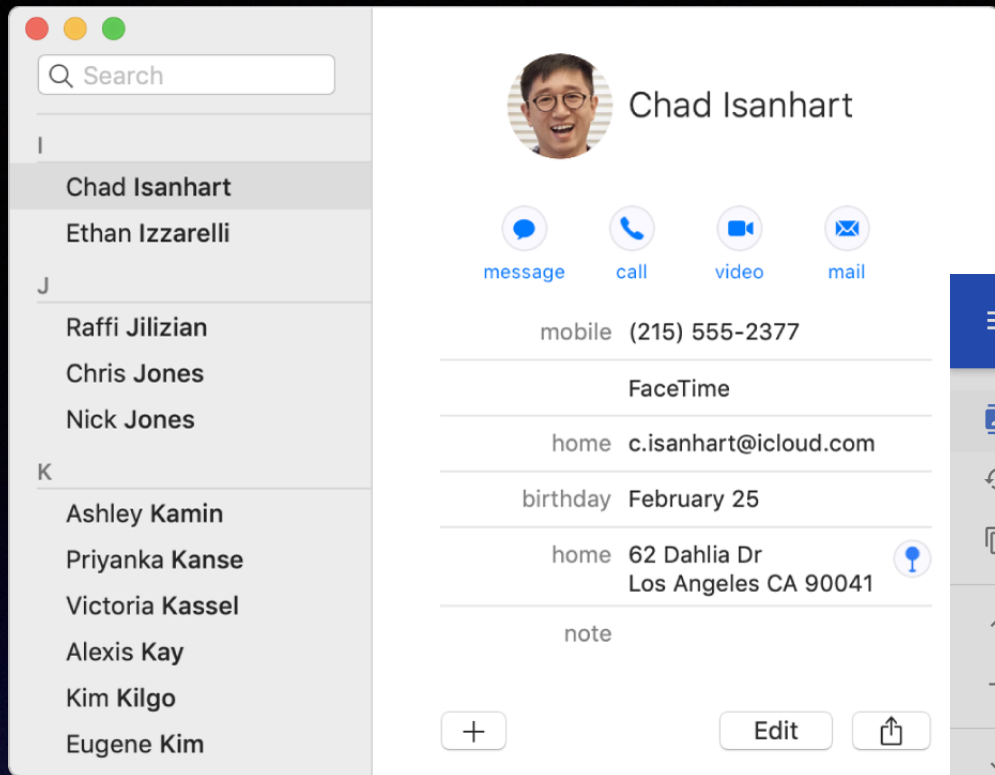 Search
I
Chad Isanhart
Ethan Izzarelli
J
Raffi Jilizian
Chris Jones
Nick Jones
K
Ashley Kamin
Priyanka Kanse
Victoria Kassel
Alexis Kay
Kim Kilgo
Eugene Kim
Chad Isanhart
message call video mail
mobile (215) 555-2377
FaceTime
home c.isanhart@icloud.com
birthday February 25
home 62 Dahlia Dr
Los Angeles CA 90041
note
Edit